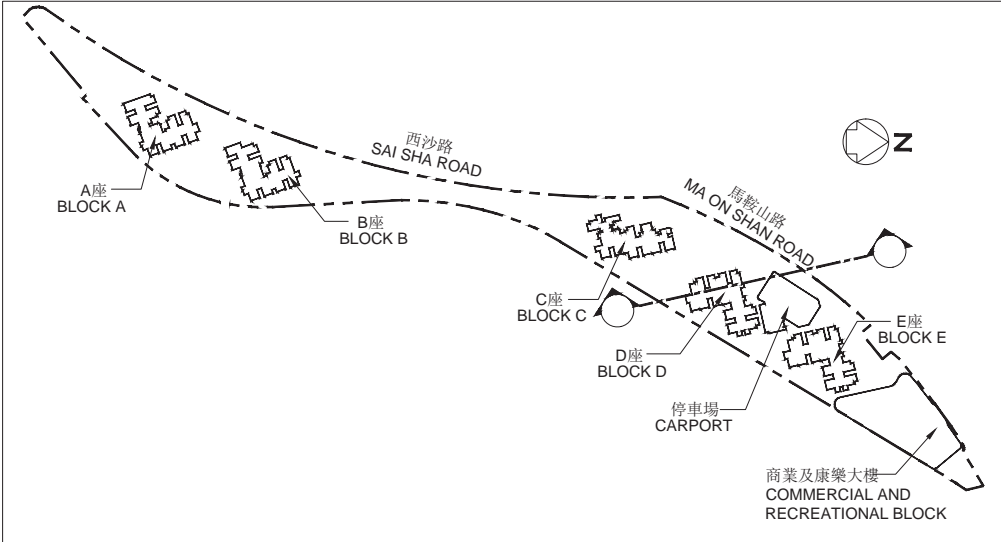 西沙路
SAI SHA ROAD
N
馬鞍山路
MA ON SHAN ROAD
A座
BLOCK A
B座
BLOCK B
C座
BLOCK C
D座
BLOCK D
E座
BLOCK E
停車場
CARPORT
商業及康樂大樓
COMMERCIAL AND
RECREATIONAL BLOCK